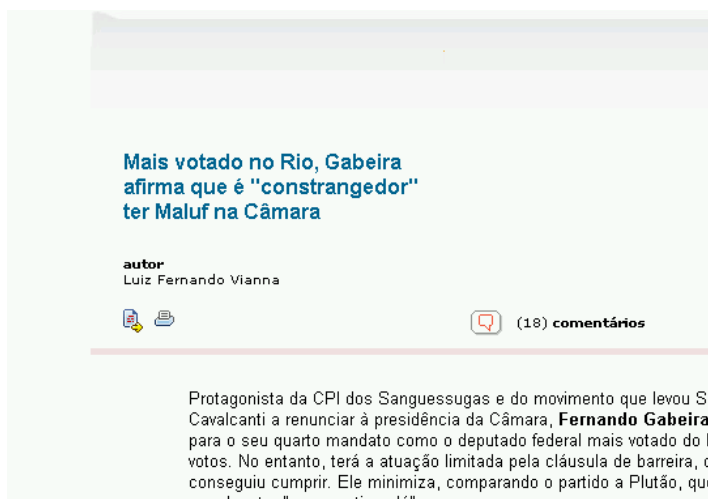 Mais votado no Rio, Gabeira
afirma que é "constrangedor"
ter Maluf na Câmara
autor
Luiz Fernando Vianna
(18) comentários
Protagonista da CPI dos Sanguessugas e do movimento que levou S
Cavalcanti a renunciar à presidência da Câmara, Fernando Gabeira
para o seu quarto mandato como o deputado federal mais votado do
votos. No entanto, terá a atuação limitada pela cláusula de barreira,
conseguiu cumprir. Ele minimiza, comparando o partido a Plutão,